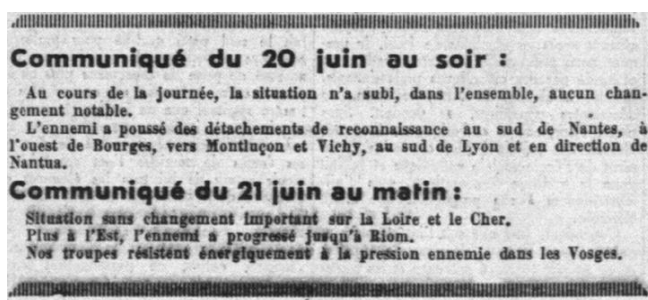 Communiqué du 20 juin au soir :
Au cours de la journée, la situation n'a subi, dans l'ensemble, aucun chan-
gement notable.
L'ennemi a poussé des détachements de reconnaissance au sud de Nantes, à
l'ouest de Bourges, vers Montluçon et Vichy, au sud de Lyon et en direction de
Nantua.
Communiqué du 21 juin au matin :
Situation sans changement important sur la Loire et le Cher.
Plus à l'Est, l'ennemi a progressé jusqu'à Riom.
Nos troupes résistent énergiquement à la pression ennemie dans les Vosges.